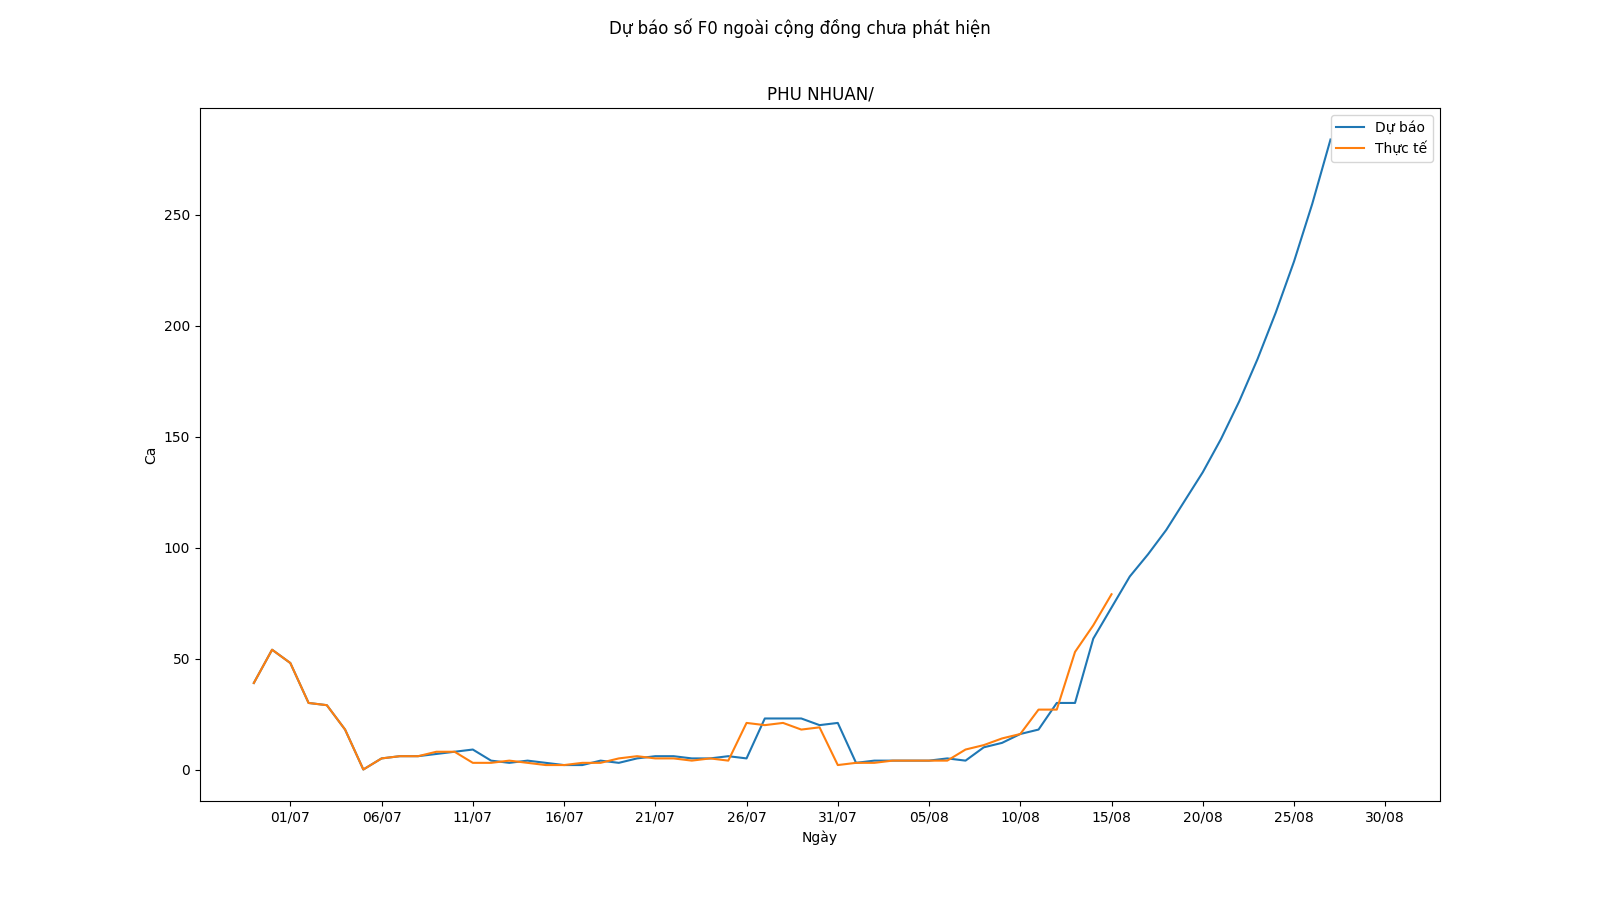 Dự báo số F0 ngoài cộng đồng chưa phát hiện
PHU NHUAN/
Dự báo
Thực tế
250
200
150
100
50
0
Ca
01/07 06/07 11/07 16/07 21/07 26/07 31/07 05/08 10/08 15/08 20/08 25/08 30/08
Ngày